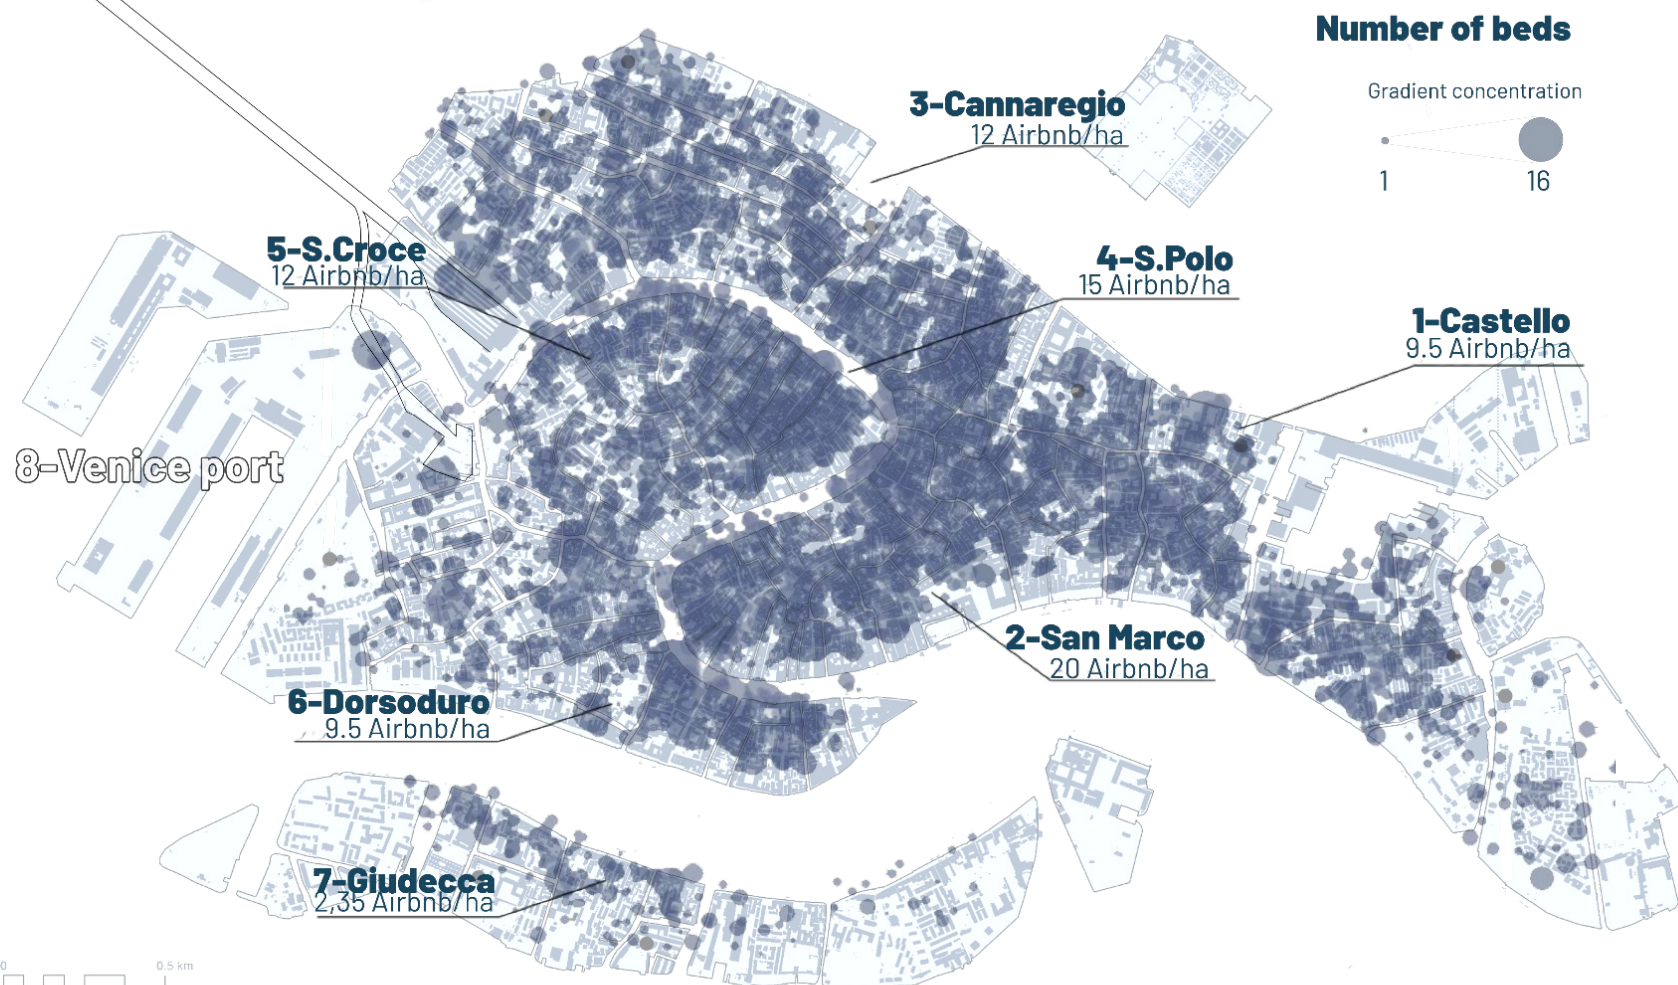 Number of beds
Gradient concentration
1
16
3-Cannaregio
12 Airbnb/ha
5-S.Croce
12 Airbnb/ha
4-S.Polo
15 Airbnb/ha
1-Castello
9.5 Airbnb/ha
8-Venice port
2-San Marco
20 Airbnb/ha
6-Dorsoduro
9.5 Airbnb/ha
7-Giudecca
2,35 Airbnb/ha
0
0.5 km